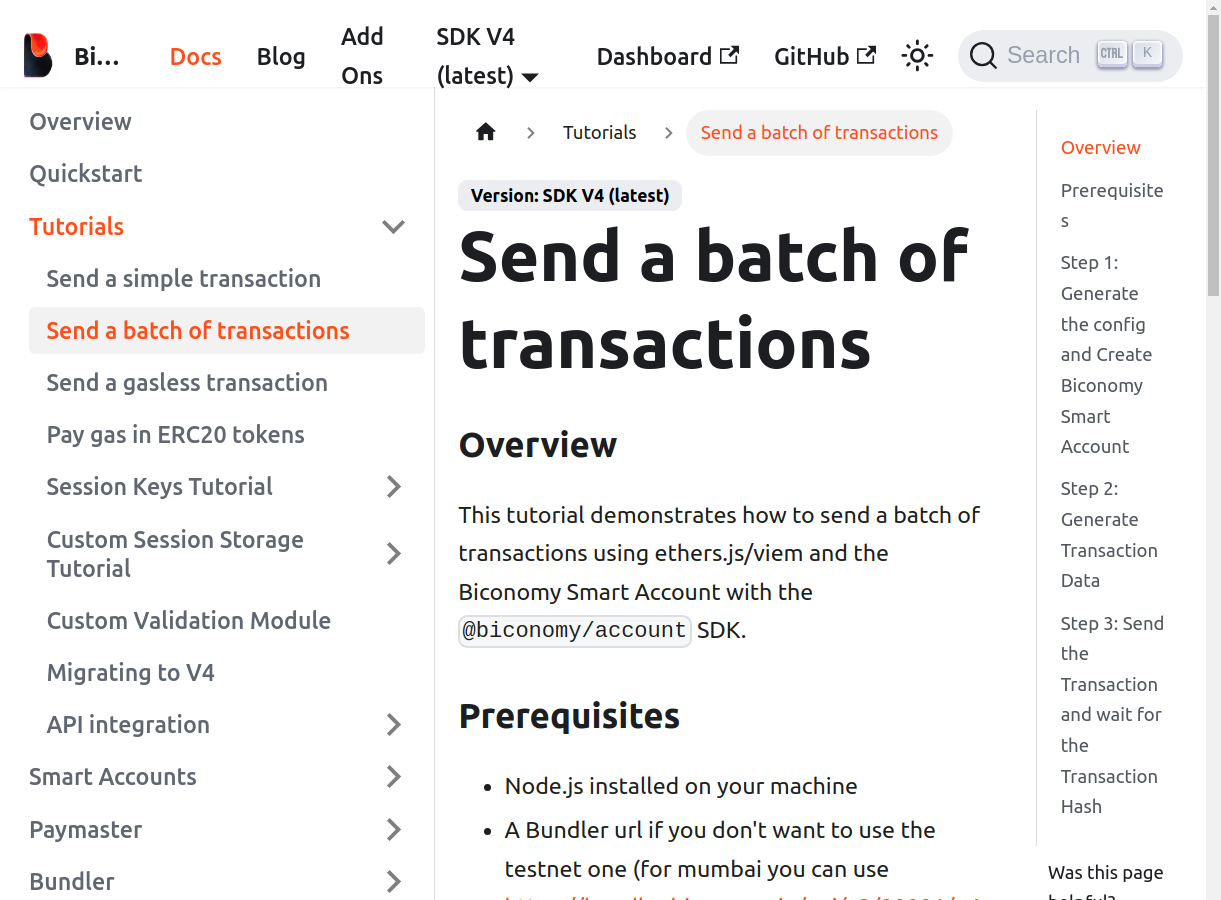 Bi...
Docs
Blog
Add
Ons
SDK V4
(latest)
Dashboard
GitHub
Search
CTRL
K
Overview
Quickstart
Tutorials
Send a simple transaction
Send a batch of transactions
Send a gasless transaction
Pay gas in ERC20 tokens
Session Keys Tutorial
Custom Session Storage
Tutorial
Custom Validation Module
Migrating to V4
API integration
Smart Accounts
Paymaster
Bundler
Tutorials
Send a batch of transactions
Version: SDK V4 (latest)
Send a batch of
transactions
Overview
This tutorial demonstrates how to send a batch of
transactions using ethers.js/viem and the
Biconomy Smart Account with the
@biconomy/account SDK.
Prerequisites
Node.js installed on your machine
A Bundler url if you don't want to use the
testnet one (for mumbai you can use
Overview
Prerequisite
s
Step 1:
Generate
the config
and Create
Biconomy
Smart
Account
Step 2:
Generate
Transaction
Data
Step 3: Send
the
Transaction
and wait for
the
Transaction
Hash
Was this page
helpful?